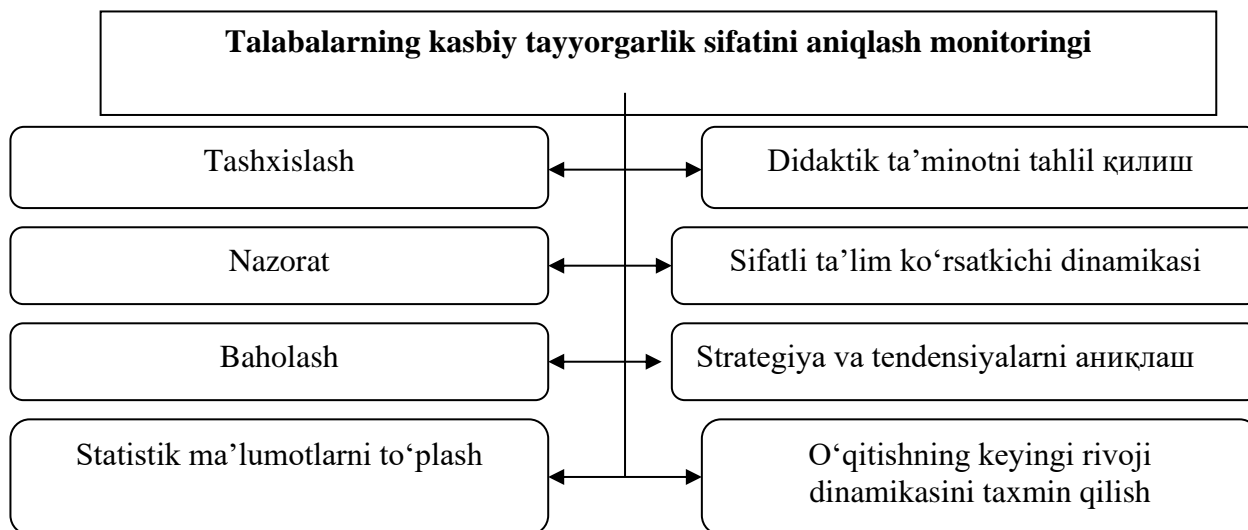 Talabalarning kasbiy tayyorgarlik sifatini aniqlash monitoringi
Tashxislash
Didaktik ta’minotni tahlil қилиш
Nazorat
Sifatli ta’lim ko‘rsatkichi dinamikasi
Baholash
Strategiya va tendensiyalarni аниқлаш
Statistik ma’lumotlarni to‘plash
O‘qitishning keyingi rivoji
dinamikasini taxmin qilish